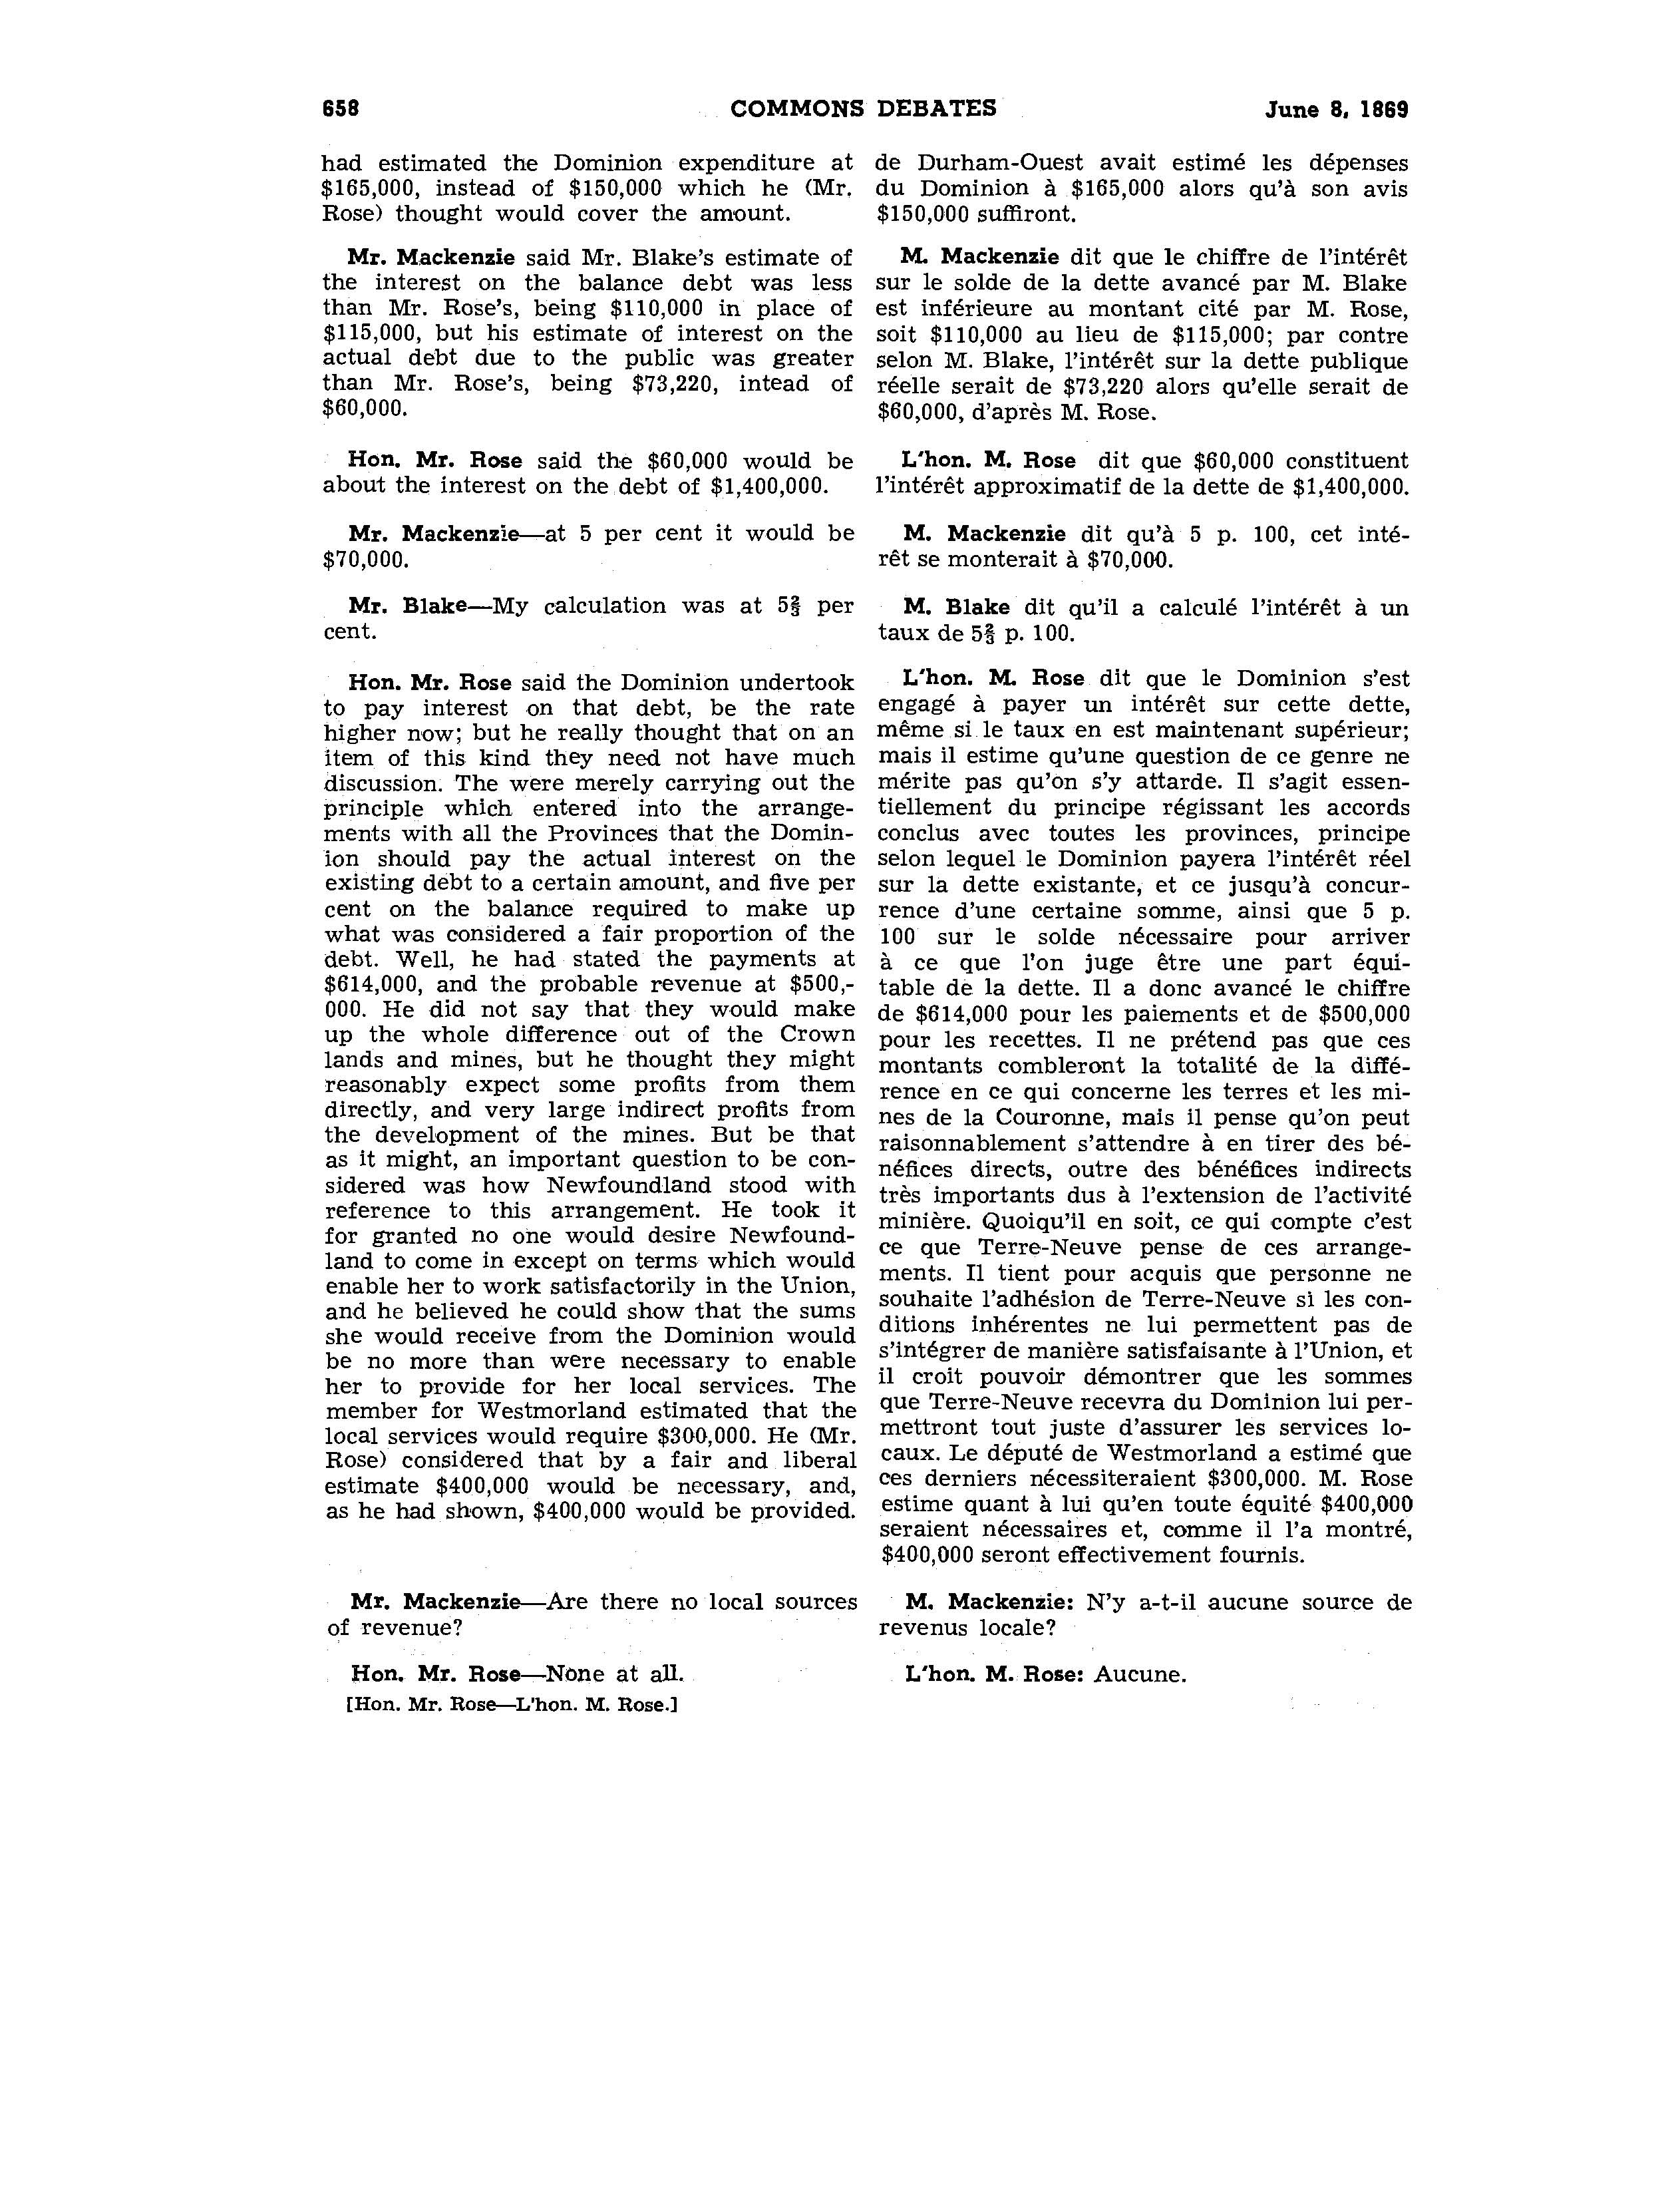 658 COMMONS DEBATES June 8, 1869
had estimated the Dominion expenditure at
$165,000, instead of $150,000 which he (Mr.
Rose) thought would cover the amount.
Mr. Mackenzie said Mr. Blake's estimate of
the interest on the balance debt was less
than Mr. Rose's, being $110,000 in place of
$115,000, but his estimate of interest on the
actual debt due to the public was greater
than Mr. Rose's, being $73,220, intead of
$60,000.
Hon. Mr. Rose said the $60,000 would be
about the interest on the debt of $1,400,000.
Mr. Mackenzie—at 5 per cent it would be
$70,000.
Mr. Blake—My calculation was at 5⅔ per
cent.
Hon. Mr. Rose said the Dominion undertook
to pay interest on that debt, be the rate
higher now; but he really thought that on an
item of this kind they need not have much
discussion. The were merely carrying out the
principle which entered into the arrange-
ments with all the Provinces that the Domin-
ion should pay the actual interest on the
existing debt to a certain amount, and five per
cent on the balance required to make up
what was considered a fair proportion of the
debt. Well, he had stated the payments at
$614,000, and the probable revenue at $500,-
000. He did not say that they would make
up the whole difference out of the Crown
lands and mines, but he thought they might
reasonably expect some profits from them
directly, and very large indirect profits from
the development of the mines. But be that
as it might, an important question to be con-
sidered was how Newfoundland stood with
reference to this arrangement. He took it
for granted no one would desire Newfound-
land to come in except on terms which would
enable her to work satisfactorily in the Union,
and he believed he could show that the sums
she would receive from the Dominion would
be no more than were necessary to enable
her to provide for her local services. The
member for Westmorland estimated that the
local services would require $300,000. He (Mr.
Rose) considered that by a fair and liberal
estimate $400,000 would be necessary, and,
as he had shown, $400,000 would be provided.
Mr. Mackenzie—Are there no local sources
of revenue?
Hon. Mr. Rose—None at all.
[Hon. Mr. Rose—L'hon. M. Rose.]
de Durham-Ouest avait estimé les dépenses
du Dominion à $165,000 alors qu'à son avis
$150,000 suffiront.
M. Mackenzie dit que le chiffre de l'intérêt
sur le solde de la dette avancé par M. Blake
est inférieure au montant cité par M. Rose,
soit $110,000 au lieu de $115,000; par contre
selon M. Blake, l'intérêt sur la dette publique
réelle serait de $73,220 alors qu'elle serait de
$60,000, d'après M. Rose.
L'hon. M. Rose dit que $60,000 constituent
l'intérêt approximatif de la dette de $1,400,000.
M. Mackenzie dit qu'à 5 p. 100, cet inté-
rêt se monterait à $70,000.
M. Blake dit qu'il a calculé l'intérêt à un
taux de 5⅔ p. 100.
L'hon. M. Rose dit que le Dominion s'est
engagé à payer un intérêt sur cette dette,
même si le taux en est maintenant supérieur;
mais il estime qu'une question de ce genre ne
mérite pas qu'on s'y attarde. Il s'agit essen-
tiellement du principe régissant les accords
conclus avec toutes les provinces, principe
selon lequel le Dominion payera l'intérêt réel
sur la dette existante, et ce jusqu'à concur-
rence d'une certaine somme, ainsi que 5 p.
100 sur le solde nécessaire pour arriver
à ce que l'on juge être une part équi-
table de la dette. Il a donc avancé le chiffre
de $614,000 pour les paiements et de $500,000
pour les recettes. Il ne prétend pas que ces
montants combleront la totalité de la diffé-
rence en ce qui concerne les terres et les mi-
nes de la Couronne, mais il pense qu'on peut
raisonnablement s'attendre à en tirer des bé-
néfices directs, outre des bénéfices indirects
très importants dus à l'extension de l'activité
minière. Quoiqu'il en soit, ce qui compte c'est
ce que Terre-Neuve pense de ces arrange-
ments. Il tient pour acquis que personne ne
souhaite l'adhésion de Terre-Neuve si les con-
ditions inhérentes ne lui permettent pas de
s'intégrer de manière satisfaisante à l'Union, et
il croit pouvoir démontrer que les sommes
que Terre-Neuve recevra du Dominion lui per-
mettront tout juste d'assurer les services lo-
caux. Le député de Westmorland a estimé que
ces derniers nécessiteraient $300,000. M. Rose
estime quant à lui qu'en toute équité $400,000
seraient nécessaires et, comme il l'a montré,
$400,000 seront effectivement fournis.
M. Mackenzie: N'y a-t-il aucune source de
revenus locale?
L'hon. M. Rose: Aucune.